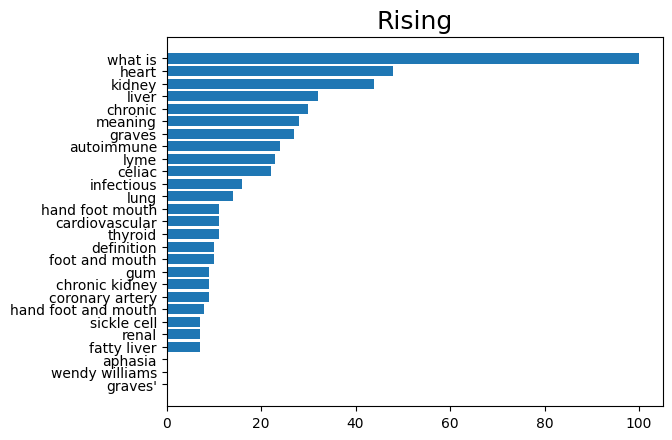 Rising
what is
heart
kidney
liver
chronic
meaning
graves
autoimmune
lyme
celiac
infectious
lung
hand foot mouth
cardiovascular
thyroid
definition
foot and mouth
gum
chronic kidney
coronary artery
hand foot and mouth
sickle cell
renal
fatty liver
aphasia
wendy williams
graves'
0 20 40 60 80 100